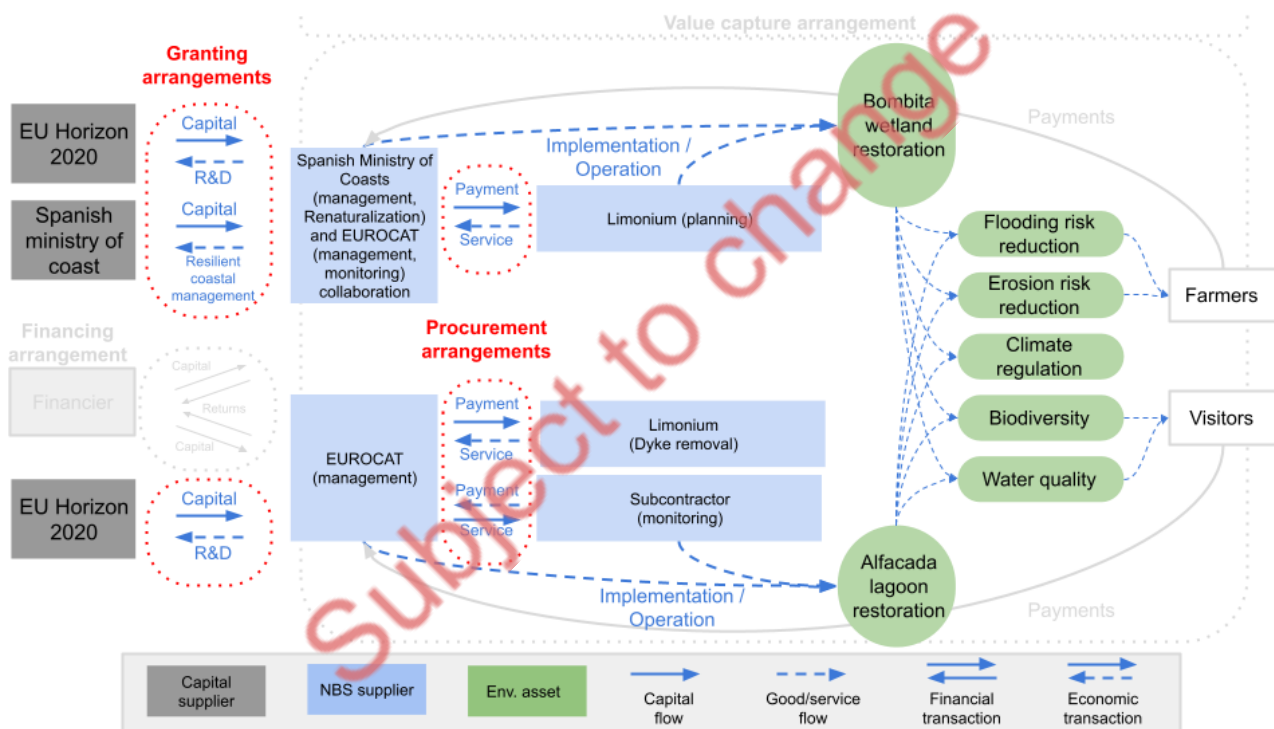 Value capture arrangement
Granting
arrangements
EU Horizon
2020
Capital
R&D
Spanish
ministry of
coast
Capital
Resilient
coastal
management
Spanish Ministry of
Coasts
(management,
Renaturalization)
and EUROCAT
(management,
monitoring)
collaboration
Payment
Service
Limonium (planning)
Implementation /
Operation
Bombita
wetland
restoration
Payments
Flooding risk
reduction
Erosion risk
reduction
Climate
regulation
Biodiversity
Water quality
Farmers
Visitors
Financing
arrangement
Financier
Capital
Returns
Capital
Procurement
arrangements
EU Horizon
2020
Capital
R&D
EUROCAT
(management)
Payment
Service
Payment
Service
Limonium
(Dyke removal)
Subcontractor
(monitoring)
Implementation /
Operation
Alfacada
lagoon
restoration
Payments
Subject to change
Capital
supplier
NBS supplier
Env. asset
Capital
flow
Good/service
flow
Financial
transaction
Economic
transaction